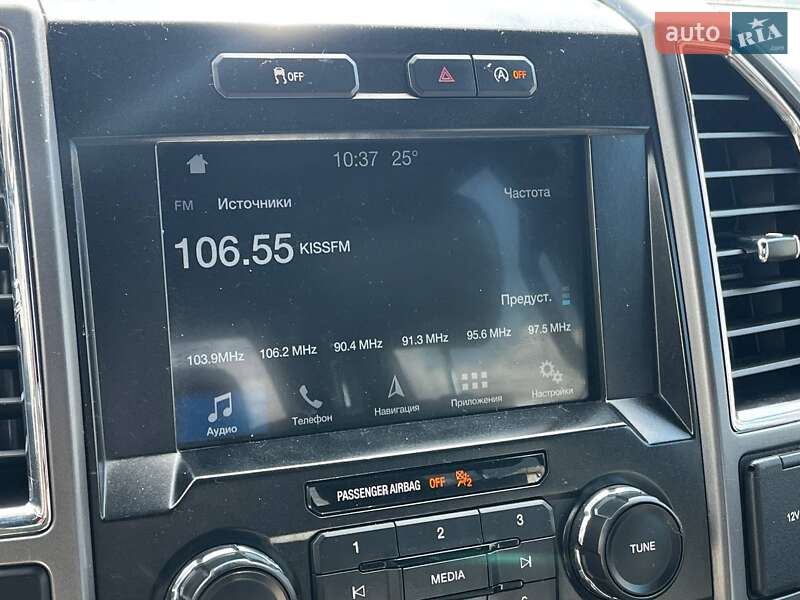 auto RIA
OFF
OFF
10:37 25°
FM Источники Частота
106.55 KISSFM
Предуст.
103.9MHz 106.2 MHz 90.4 MHz 91.3 MHz 95.6 MHz 97.5 MHz
Аудио Телефон Навигация Приложения Настройки
PASSENGER AIRBAG OFF 2
1 2 3
MEDIA
TUNE
12V